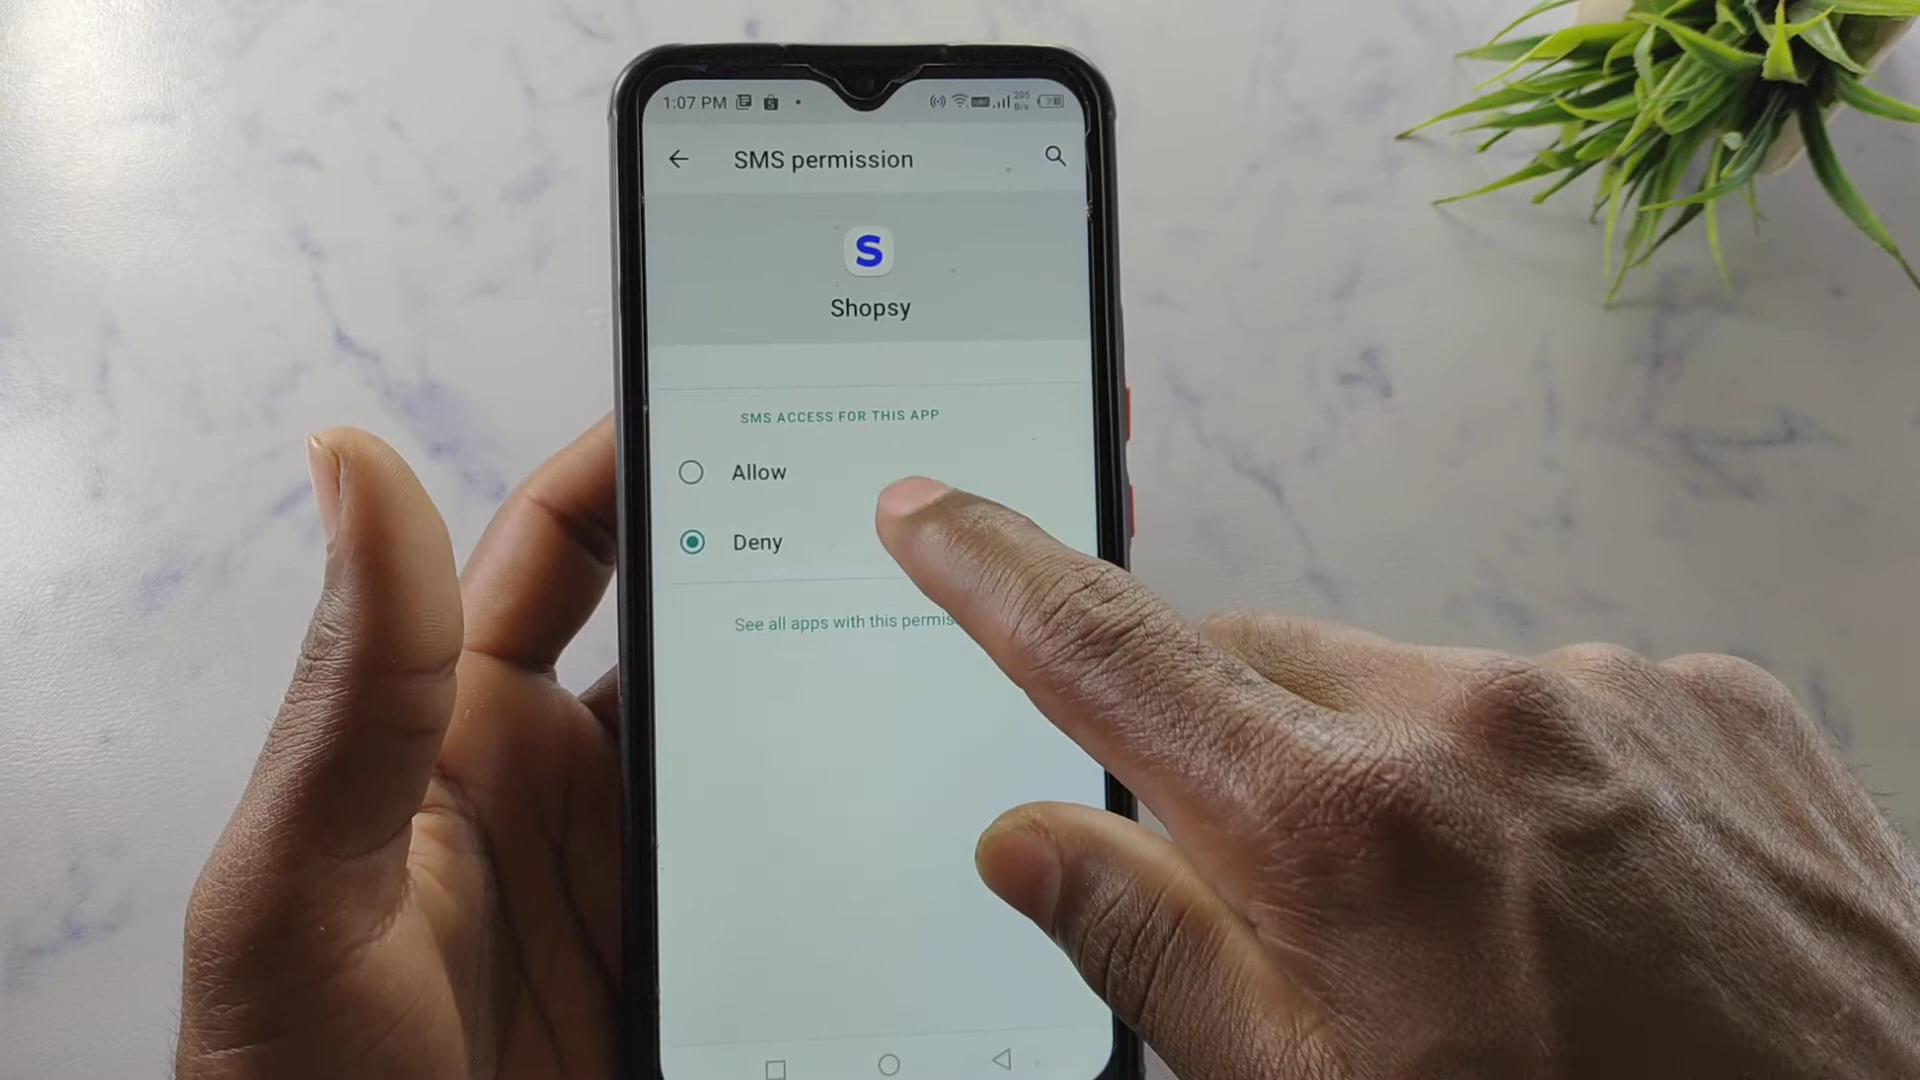 1:07 PM
205
B/s
SMS permission
S
Shopsy
SMS ACCESS FOR THIS APP
Allow
Deny
See all apps with this permis